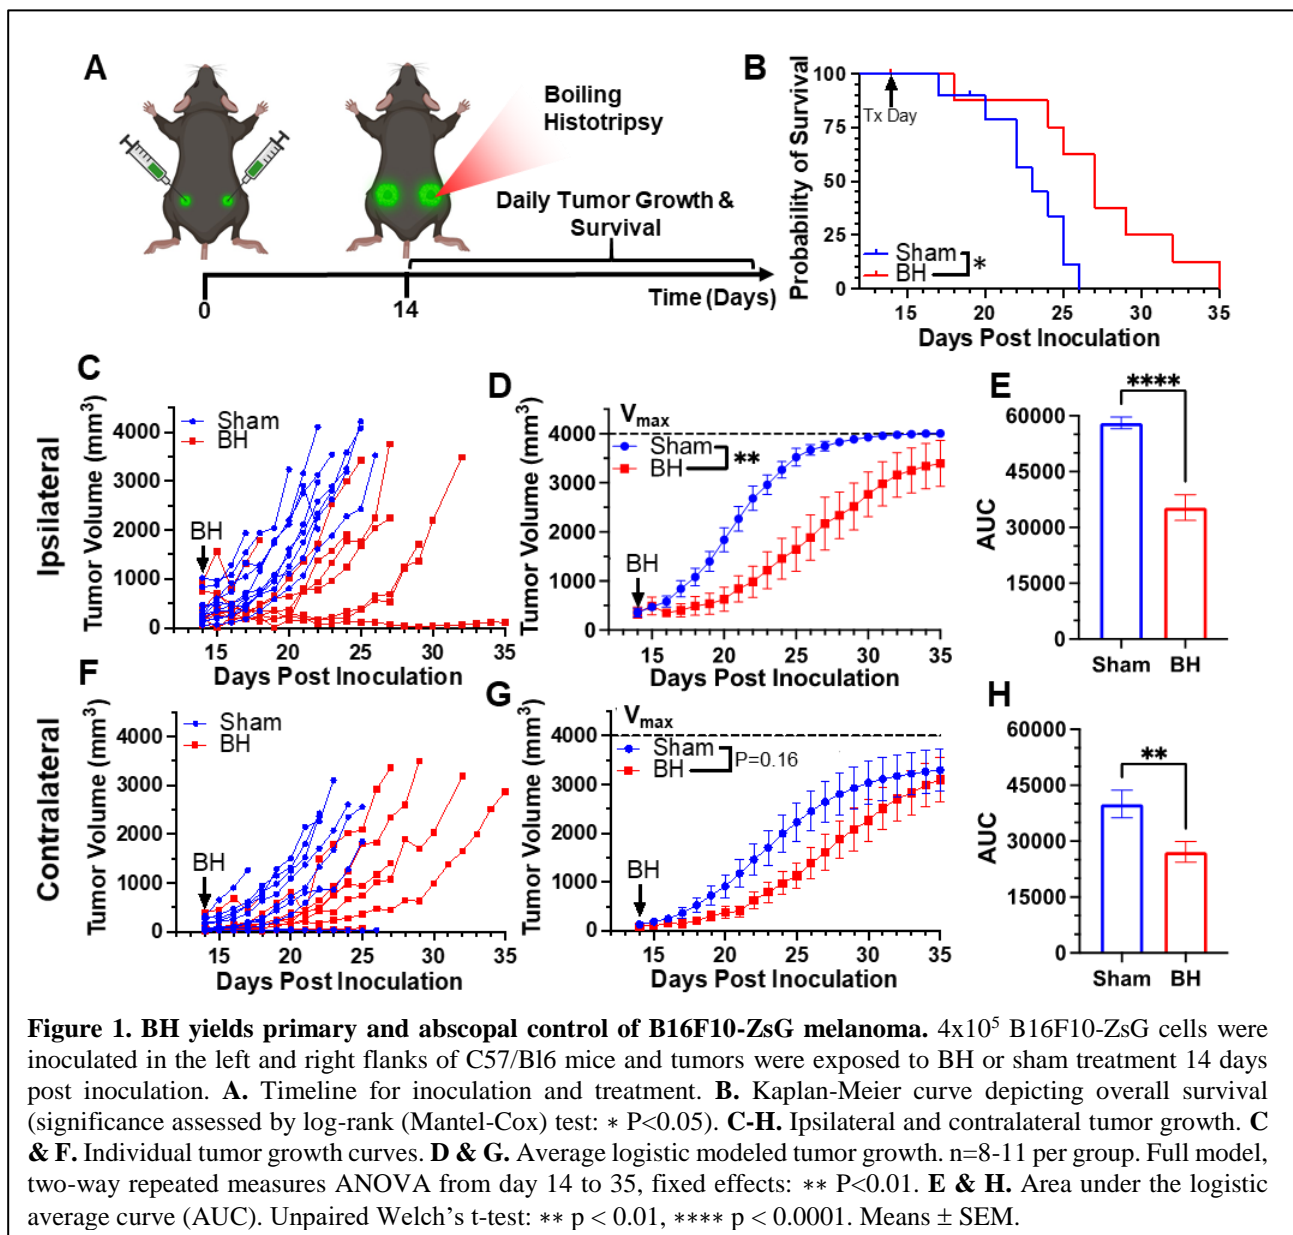 A
Boiling
Histotripsy
Daily Tumor Growth &
Survival
0
14
Time (Days)
B
Probability of Survival
100
75
50
25
0
Tx Day
Sham
BH
*
15
20
25
30
35
Days Post Inoculation
Ipsilateral
C
Tumor Volume (mm³)
4000
3000
2000
1000
0
Sham
BH
BH
15
20
25
30
35
Days Post Inoculation
D
Tumor Volume (mm³)
Vmax
4000
3000
2000
1000
0
Sham
BH
**
BH
15
20
25
30
35
Days Post Inoculation
E
AUC
60000
45000
30000
15000
0
****
Sham
BH
Contralateral
F
Tumor Volume (mm³)
4000
3000
2000
1000
0
Sham
BH
BH
15
20
25
30
35
Days Post Inoculation
G
Tumor Volume (mm³)
Vmax
4000
3000
2000
1000
0
Sham
BH
P=0.16
BH
15
20
25
30
35
Days Post Inoculation
H
AUC
60000
45000
30000
15000
0
**
Sham
BH
Figure 1. BH yields primary and abscopal control of B16F10-ZsG melanoma. 4x10⁵ B16F10-ZsG cells were
inoculated in the left and right flanks of C57/Bl6 mice and tumors were exposed to BH or sham treatment 14 days
post inoculation. A. Timeline for inoculation and treatment. B. Kaplan-Meier curve depicting overall survival
(significance assessed by log-rank (Mantel-Cox) test: * P<0.05). C-H. Ipsilateral and contralateral tumor growth. C
& F. Individual tumor growth curves. D & G. Average logistic modeled tumor growth. n=8-11 per group. Full model,
two-way repeated measures ANOVA from day 14 to 35, fixed effects: ** P<0.01. E & H. Area under the logistic
average curve (AUC). Unpaired Welch's t-test: ** p < 0.01, **** p < 0.0001. Means ± SEM.